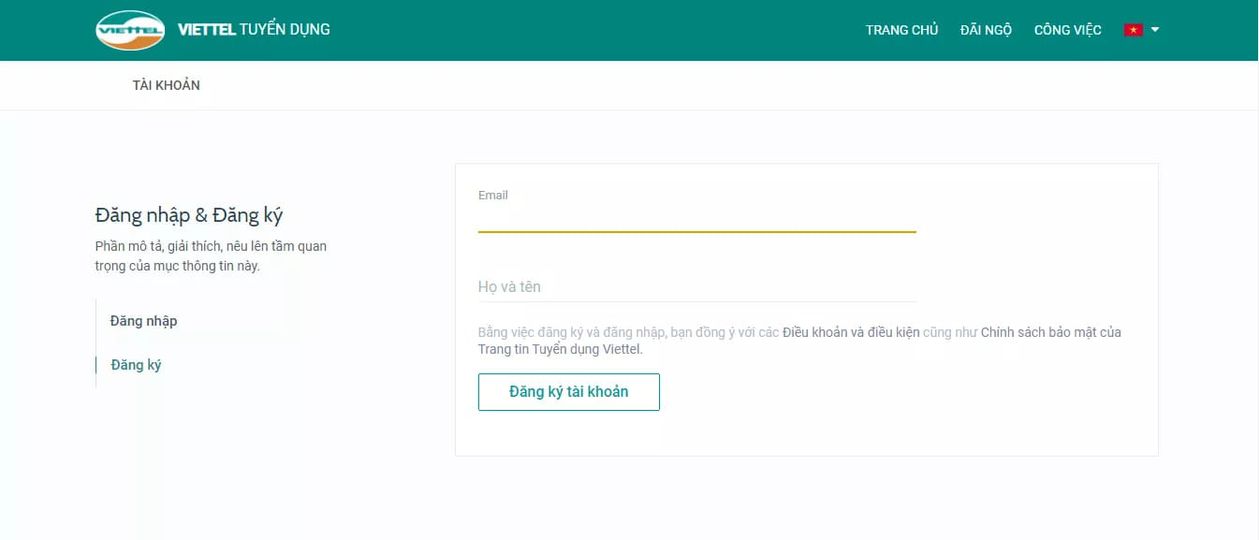 VIETTEL
VIETTEL TUYỂN DỤNG
TRANG CHỦ
ĐÃI NGỘ
CÔNG VIỆC
TÀI KHOẢN
Đăng nhập & Đăng ký
Phần mô tả, giải thích, nêu lên tầm quan
trọng của mục thông tin này.
Đăng nhập
Đăng ký
Email
Họ và tên
Bằng việc đăng ký và đăng nhập, bạn đồng ý với các Điều khoản và điều kiện cũng như Chính sách bảo mật của
Trang tin Tuyển dụng Viettel.
Đăng ký tài khoản